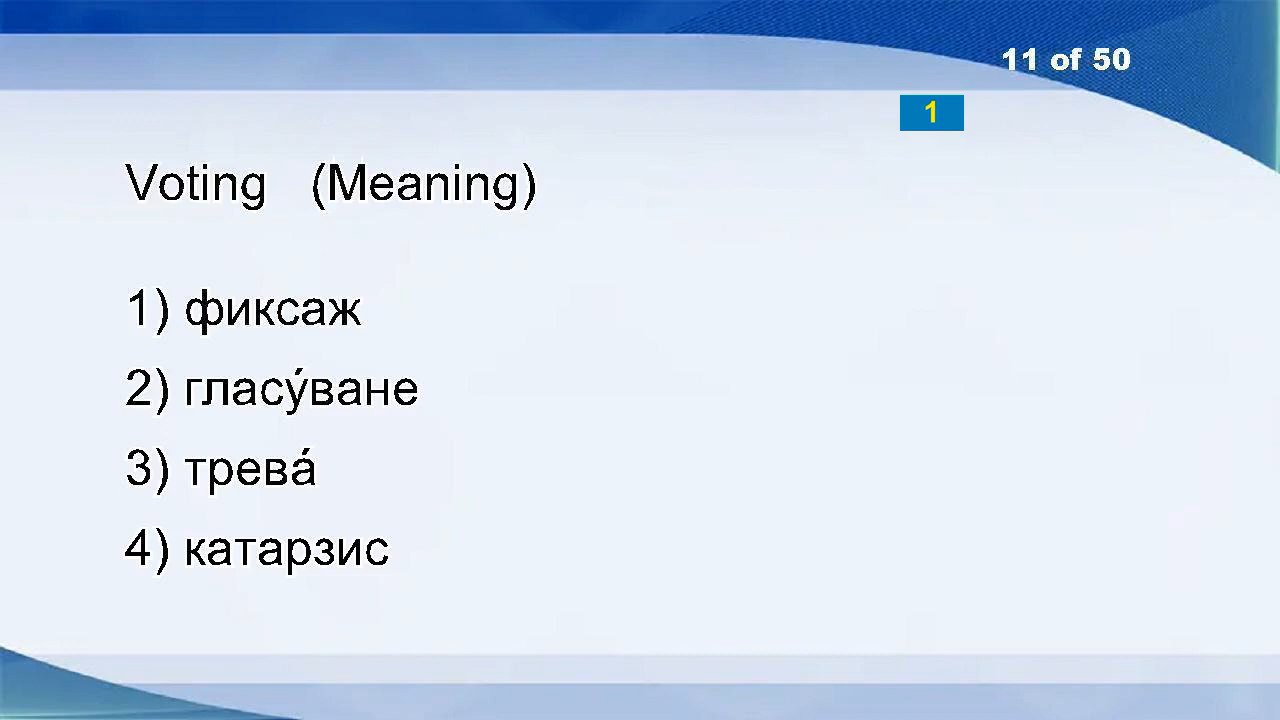 11 of 50
1
Voting (Meaning)
1) фиксаж
2) гласу́ване
3) трева́
4) катарзис